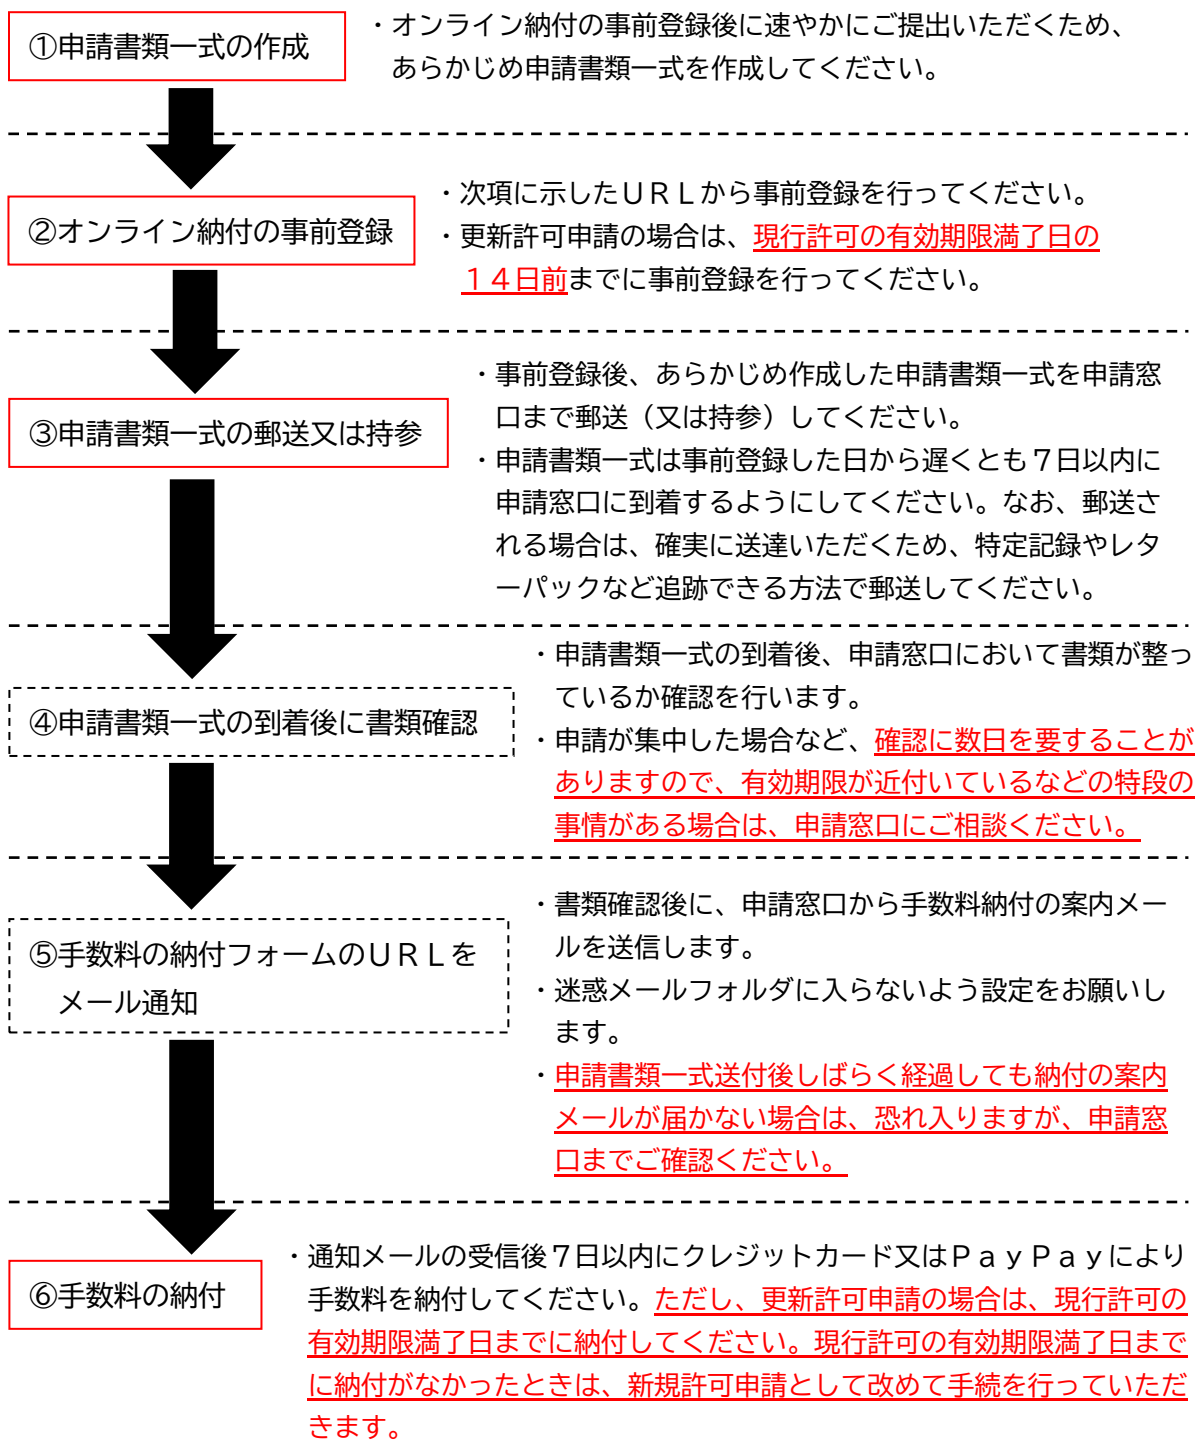 ①申請書類一式の作成
・オンライン納付の事前登録後に速やかにご提出いただくため、
あらかじめ申請書類一式を作成してください。
②オンライン納付の事前登録
・次項に示したＵＲＬから事前登録を行ってください。
・更新許可申請の場合は、現行許可の有効期限満了日の
１４日前までに事前登録を行ってください。
③申請書類一式の郵送又は持参
・事前登録後、あらかじめ作成した申請書類一式を申請窓
口まで郵送（又は持参）してください。
・申請書類一式は事前登録した日から遅くとも７日以内に
申請窓口に到着するようにしてください。なお、郵送さ
れる場合は、確実に送達いただくため、特定記録やレタ
ーパックなど追跡できる方法で郵送してください。
④申請書類一式の到着後に書類確認
・申請書類一式の到着後、申請窓口において書類が整っ
ているか確認を行います。
・申請が集中した場合など、確認に数日を要することが
ありますので、有効期限が近付いているなどの特段の
事情がある場合は、申請窓口にご相談ください。
⑤手数料の納付フォームのＵＲＬを
メール通知
・書類確認後に、申請窓口から手数料納付の案内メー
ルを送信します。
・迷惑メールフォルダに入らないよう設定をお願いし
ます。
・申請書類一式送付後しばらく経過しても納付の案内
メールが届かない場合は、恐れ入りますが、申請窓
口までご確認ください。
⑥手数料の納付
・通知メールの受信後７日以内にクレジットカード又はＰａｙＰａｙにより
手数料を納付してください。ただし、更新許可申請の場合は、現行許可の
有効期限満了日までに納付してください。現行許可の有効期限満了日まで
に納付がなかったときは、新規許可申請として改めて手続を行っていただ
きます。